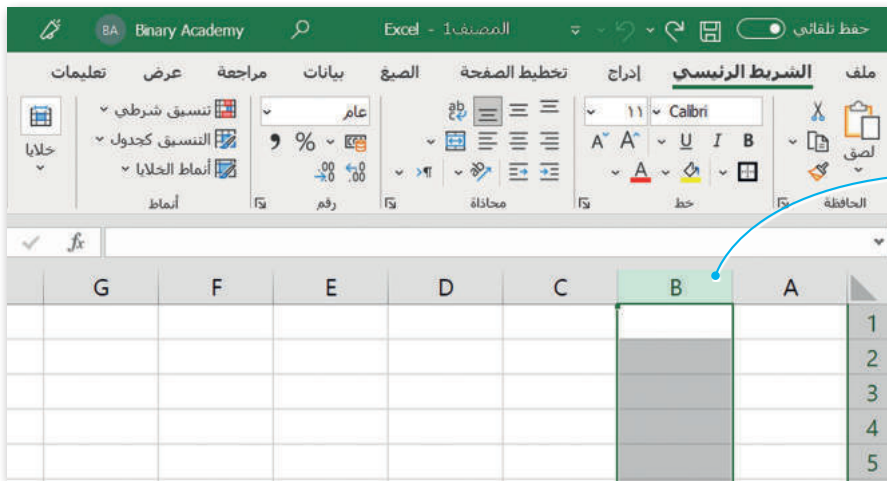 حفظ تلقائي المصنف1 - Excel Binary Academy BA
ملف الشريط الرئيسي إدراج تخطيط الصفحة الصيغ بيانات مراجعة عرض تعليمات
لصق Calibri ١١ عام تنسيق شرطي خلايا
B I U A A % التنسيق كجدول
A أنماط الخلايا
الحافظة خط محاذاة رقم أنماط
fx
A B C D E F G
1
2
3
4
5